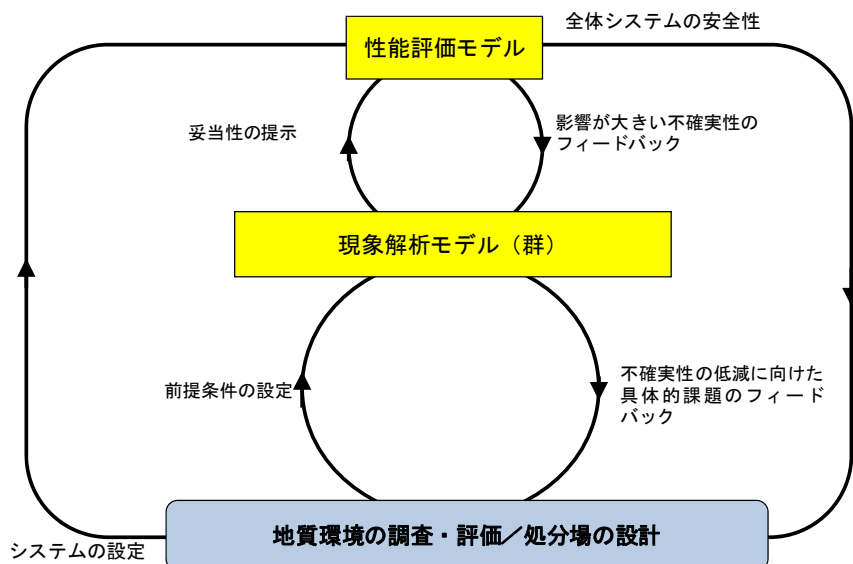 全体システムの安全性
性能評価モデル
妥当性の提示
影響が大きい不確実性の
フィードバック
現象解析モデル（群）
前提条件の設定
不確実性の低減に向けた
具体的課題のフィード
バック
地質環境の調査・評価／処分場の設計
システムの設定